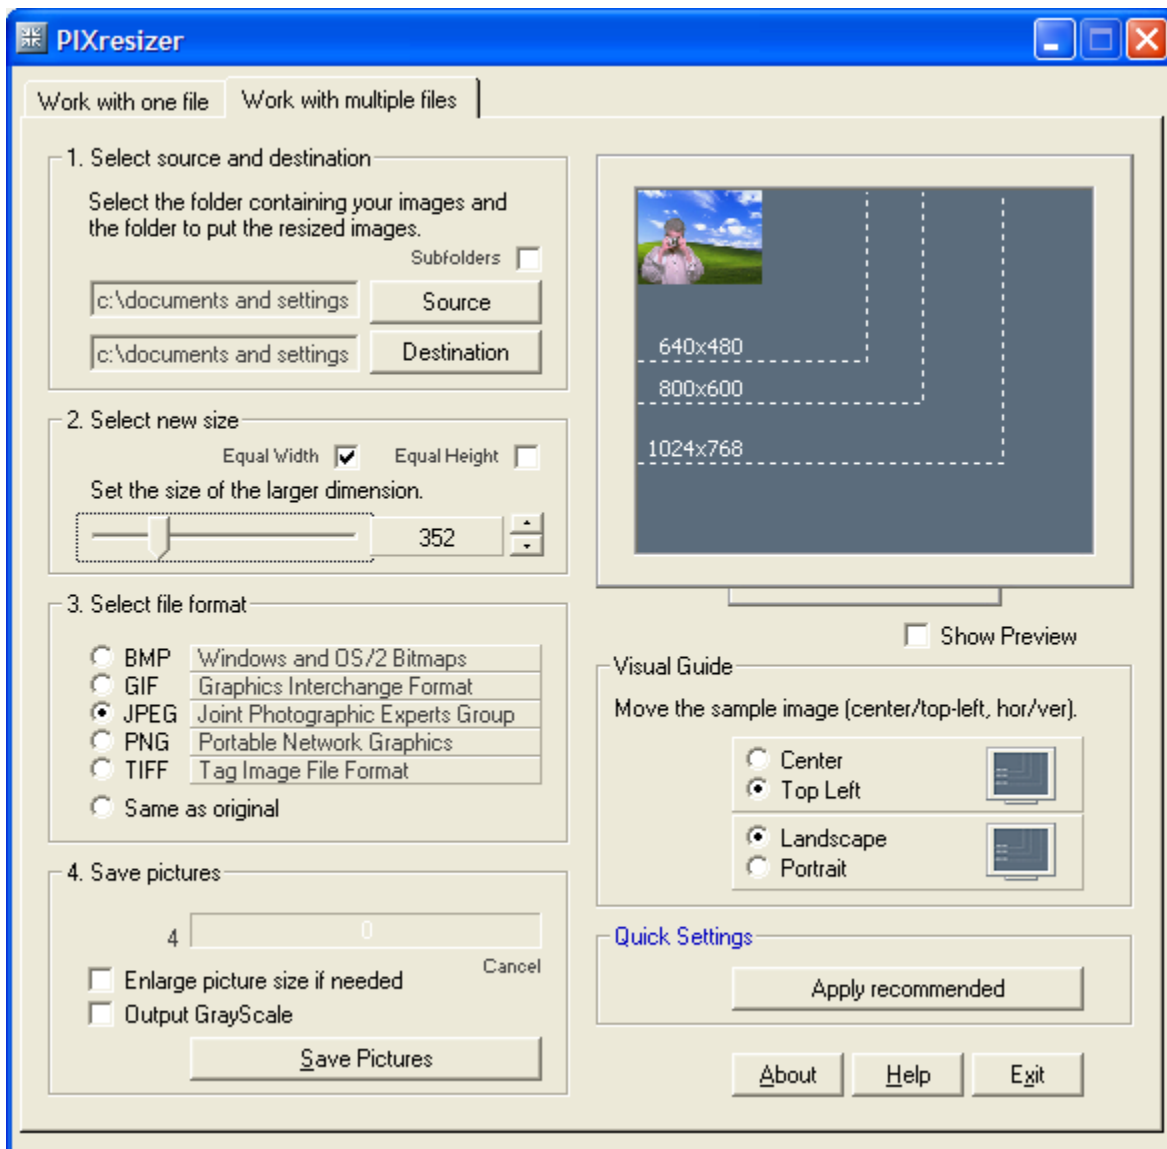 PIXresizer
Work with one file
Work with multiple files
1. Select source and destination
Select the folder containing your images and
the folder to put the resized images.
Subfolders
c:\documents and settings
Source
c:\documents and settings
Destination
2. Select new size
Equal Width
Equal Height
Set the size of the larger dimension.
352
3. Select file format
BMP Windows and OS/2 Bitmaps
GIF Graphics Interchange Format
JPEG Joint Photographic Experts Group
PNG Portable Network Graphics
TIFF Tag Image File Format
Same as original
4. Save pictures
4
0
Cancel
Enlarge picture size if needed
Output GrayScale
Save Pictures
640x480
800x600
1024x768
Show Preview
Visual Guide
Move the sample image (center/top-left, hor/ver).
Center
Top Left
Landscape
Portrait
Quick Settings
Apply recommended
About
Help
Exit